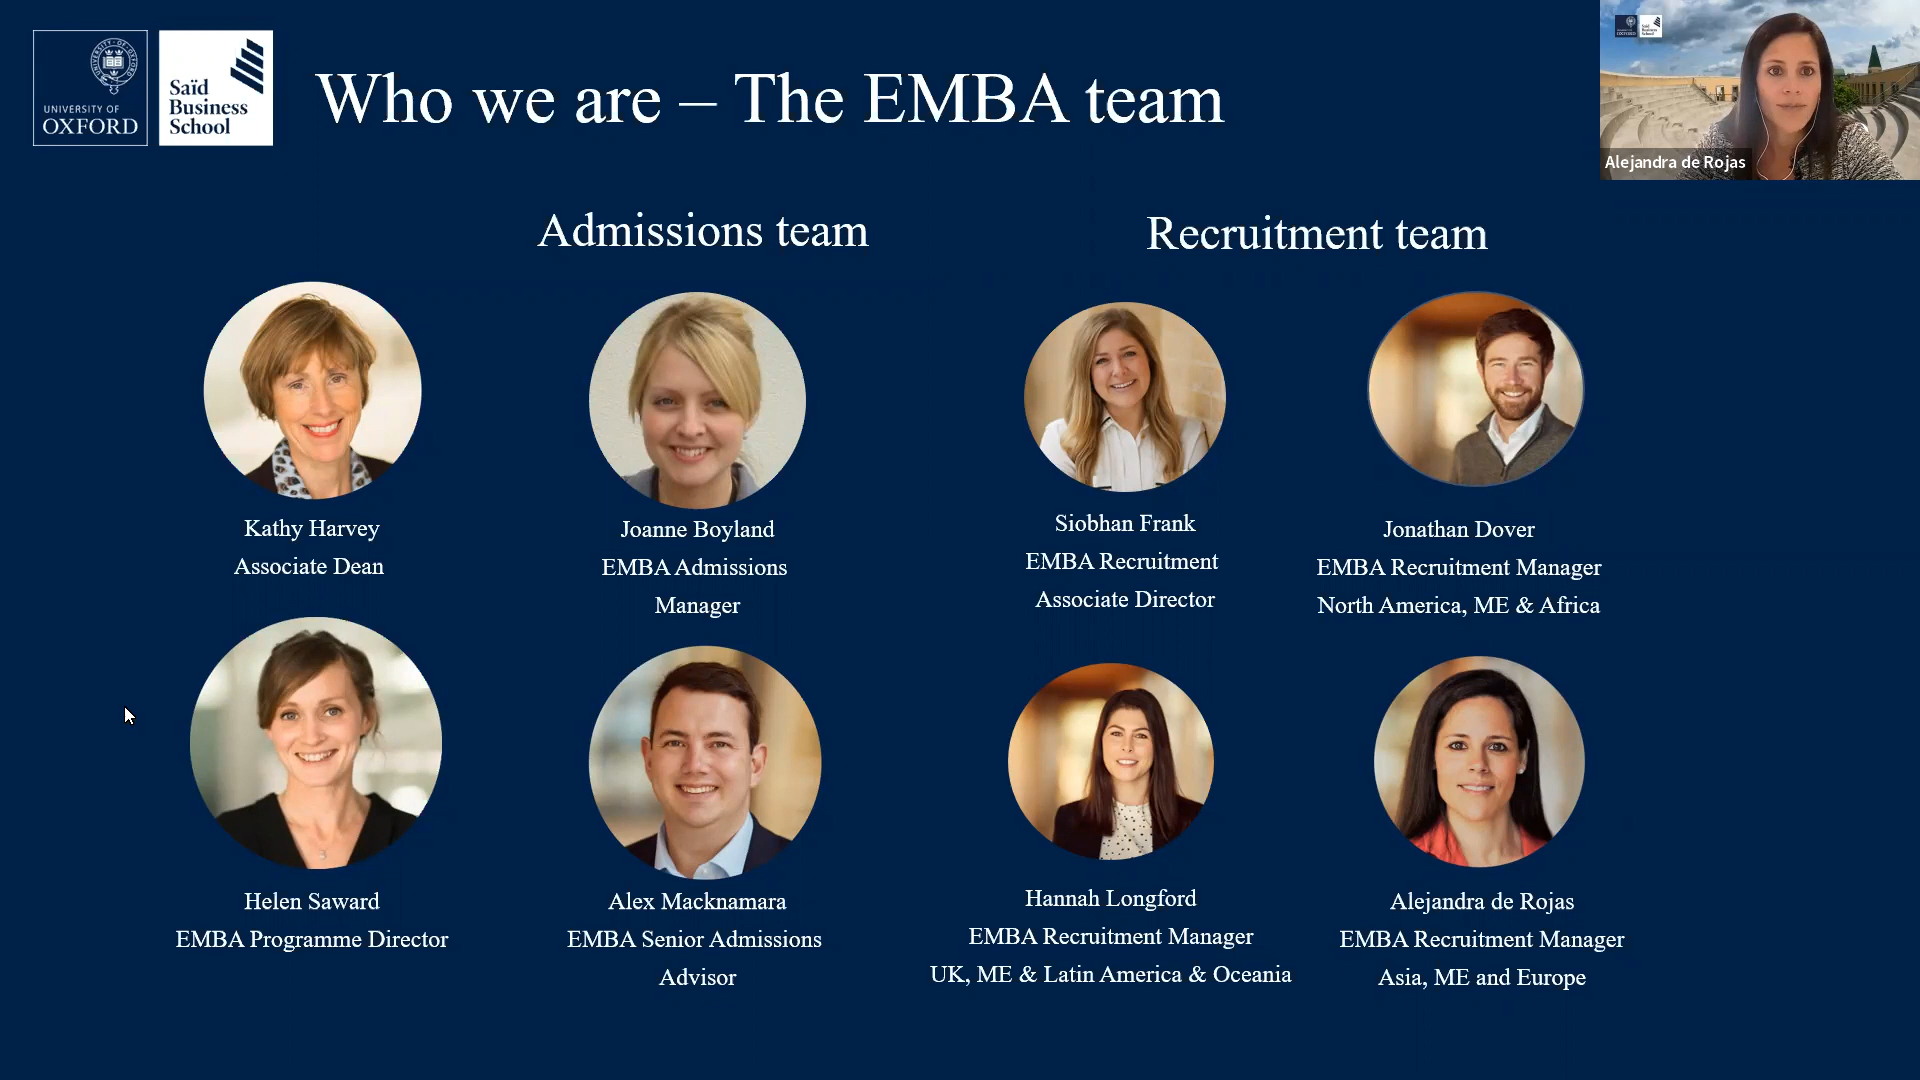 UNIVERSITY OF
OXFORD
Saïd
Business
School
Who we are – The EMBA team
Alejandra de Rojas
Admissions team
Recruitment team
Kathy Harvey
Associate Dean
Joanne Boyland
EMBA Admissions
Manager
Siobhan Frank
EMBA Recruitment
Associate Director
Jonathan Dover
EMBA Recruitment Manager
North America, ME & Africa
Helen Saward
EMBA Programme Director
Alex Macknamara
EMBA Senior Admissions
Advisor
Hannah Longford
EMBA Recruitment Manager
UK, ME & Latin America & Oceania
Alejandra de Rojas
EMBA Recruitment Manager
Asia, ME and Europe